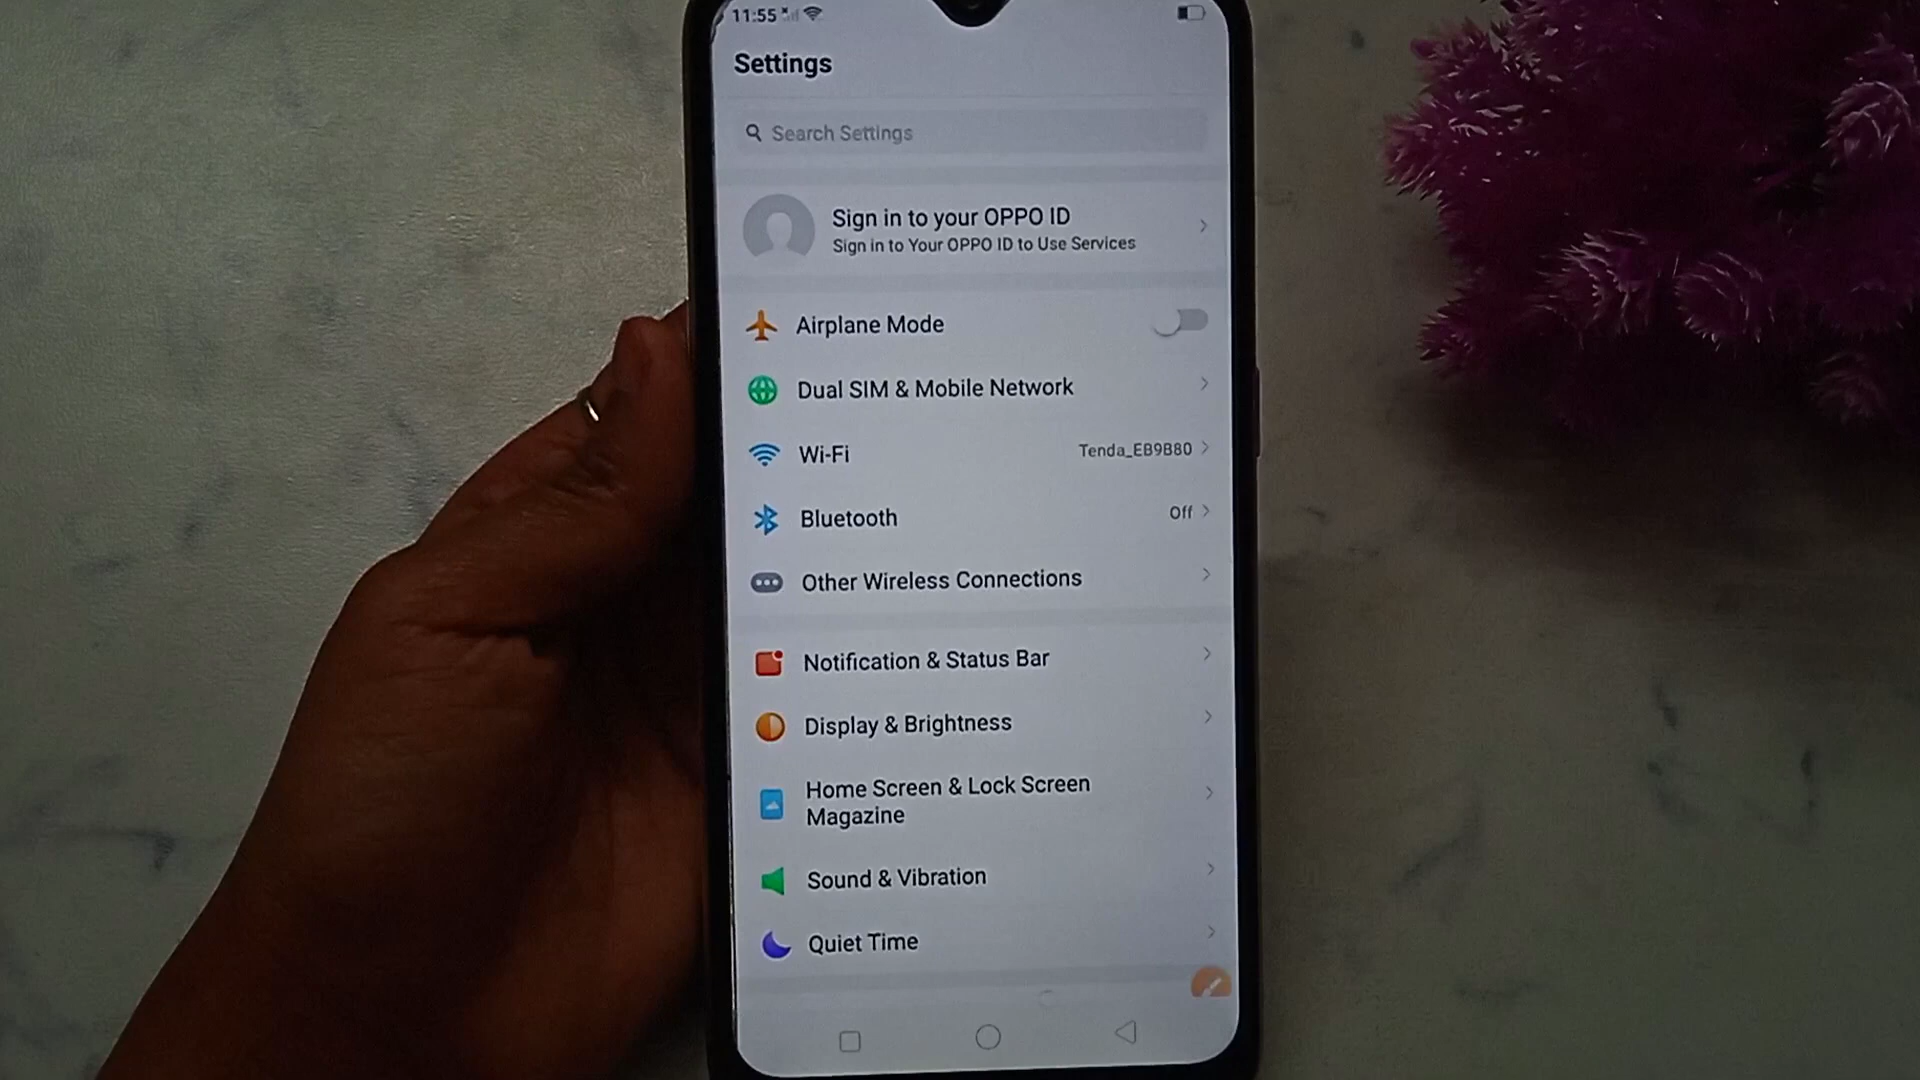 11:55
Settings
Search Settings
Sign in to your OPPO ID
Sign in to Your OPPO ID to Use Services
Airplane Mode
Dual SIM & Mobile Network
Wi-Fi Tenda_EB9B80
Bluetooth Off
Other Wireless Connections
Notification & Status Bar
Display & Brightness
Home Screen & Lock Screen
Magazine
Sound & Vibration
Quiet Time